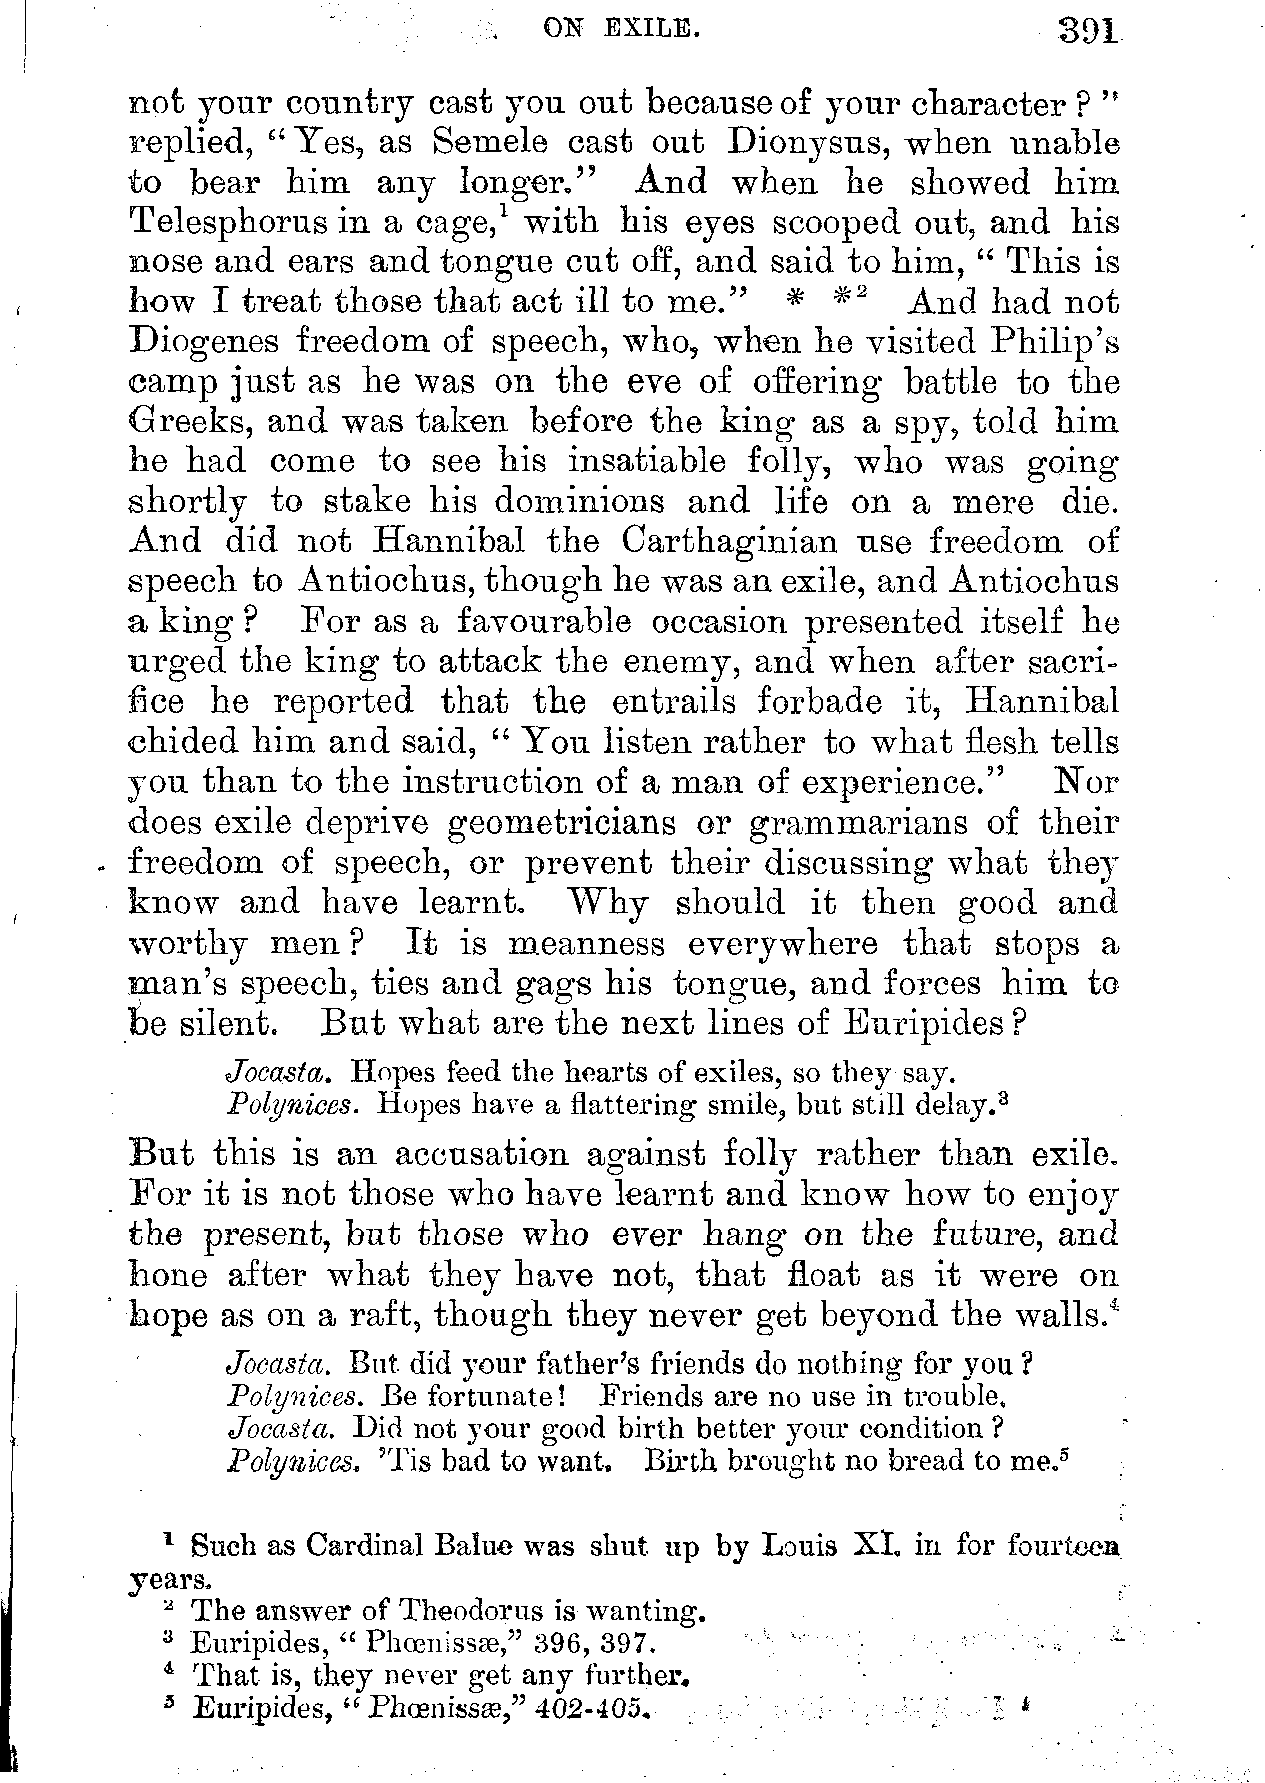 ON EXILE. 391
not your country cast you out because of your character ? "
replied, " Yes, as Semele cast out Dionysus, when unable
to bear him any longer." And when he showed him
Telesphorus in a cage,¹ with his eyes scooped out, and his
nose and ears and tongue cut off, and said to him, " This is
how I treat those that act ill to me." * *² And had not
Diogenes freedom of speech, who, when he visited Philip's
camp just as he was on the eve of offering battle to the
Greeks, and was taken before the king as a spy, told him
he had come to see his insatiable folly, who was going
shortly to stake his dominions and life on a mere die.
And did not Hannibal the Carthaginian use freedom of
speech to Antiochus, though he was an exile, and Antiochus
a king ? For as a favourable occasion presented itself he
urged the king to attack the enemy, and when after sacri-
fice he reported that the entrails forbade it, Hannibal
chided him and said, " You listen rather to what flesh tells
you than to the instruction of a man of experience." Nor
does exile deprive geometricians or grammarians of their
freedom of speech, or prevent their discussing what they
know and have learnt. Why should it then good and
worthy men ? It is meanness everywhere that stops a
man's speech, ties and gags his tongue, and forces him to
be silent. But what are the next lines of Euripides ?
Jocasta. Hopes feed the hearts of exiles, so they say.
Polynices. Hopes have a flattering smile, but still delay.³
But this is an accusation against folly rather than exile.
For it is not those who have learnt and know how to enjoy
the present, but those who ever hang on the future, and
hone after what they have not, that float as it were on
hope as on a raft, though they never get beyond the walls.⁴
Jocasta. But did your father's friends do nothing for you ?
Polynices. Be fortunate! Friends are no use in trouble.
Jocasta. Did not your good birth better your condition ?
Polynices. 'Tis bad to want. Birth brought no bread to me.⁵
¹ Such as Cardinal Balue was shut up by Louis XI. in for fourteen
years.
² The answer of Theodorus is wanting.
³ Euripides, " Phœnissæ," 396, 397.
⁴ That is, they never get any further.
⁵ Euripides, " Phœnissæ," 402-405.